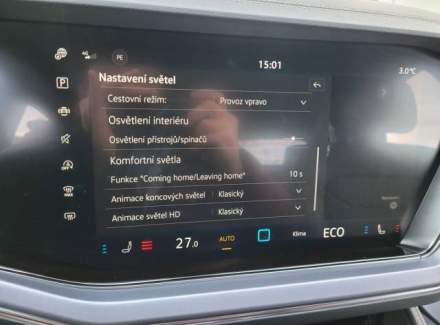 4G PE 15:01 3.0°C
Nastavení světel
Cestovní režim: Provoz vpravo
Osvětlení interiéru
Osvětlení přístrojů/spínačů
Komfortní světla
Funkce "Coming home/Leaving home" 10 s
Animace koncových světel Klasický
Animace světel HD Klasický
27.0 AUTO Klima ECO